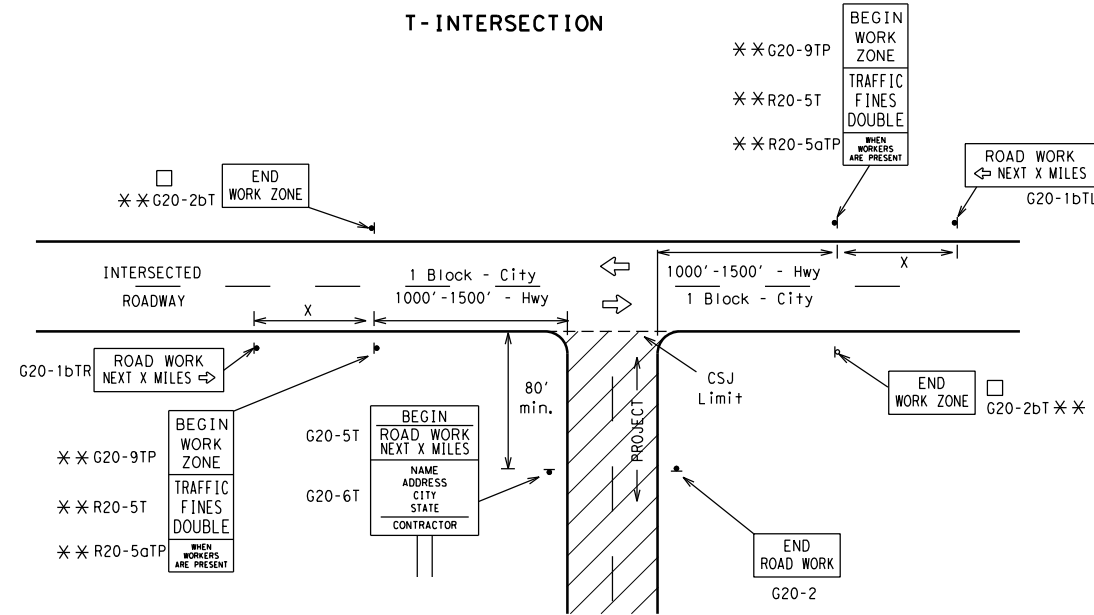 T-INTERSECTION
**G20-9TP
BEGIN
WORK
ZONE
**R20-5T
TRAFFIC
FINES
DOUBLE
**R20-5aTP
WHEN
WORKERS
ARE PRESENT
ROAD WORK
⇦ NEXT X MILES
G20-1bTL
□
**G20-2bT
END
WORK ZONE
INTERSECTED
ROADWAY
1 Block - City
1000'-1500' - Hwy
X
⇦
⇨
1000'-1500' - Hwy
1 Block - City
X
G20-1bTR
ROAD WORK
NEXT X MILES ⇨
80'
min.
CSJ
Limit
PROJECT
END
WORK ZONE
□
G20-2bT**
**G20-9TP
BEGIN
WORK
ZONE
**R20-5T
TRAFFIC
FINES
DOUBLE
**R20-5aTP
WHEN
WORKERS
ARE PRESENT
G20-5T
BEGIN
ROAD WORK
NEXT X MILES
G20-6T
NAME
ADDRESS
CITY
STATE
CONTRACTOR
END
ROAD WORK
G20-2